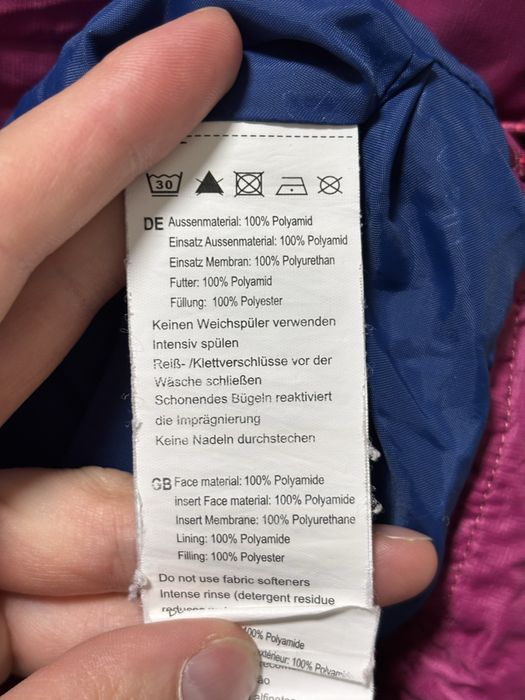 30
DE Aussenmaterial: 100% Polyamid
Einsatz Aussenmaterial: 100% Polyamid
Einsatz Membran: 100% Polyurethan
Futter: 100% Polyamid
Füllung: 100% Polyester
Keinen Weichspüler verwenden
Intensiv spülen
Reiß- /Klettverschlüsse vor der
Wäsche schließen
Schonendes Bügeln reaktiviert
die Imprägnierung
Keine Nadeln durchstechen
GB Face material: 100% Polyamide
insert Face material: 100% Polyamide
Insert Membrane: 100% Polyurethane
Lining: 100% Polyamide
Filling: 100% Polyester
Do not use fabric softeners
Intense rinse (detergent residue
100% Polyamide
100% Polyamide